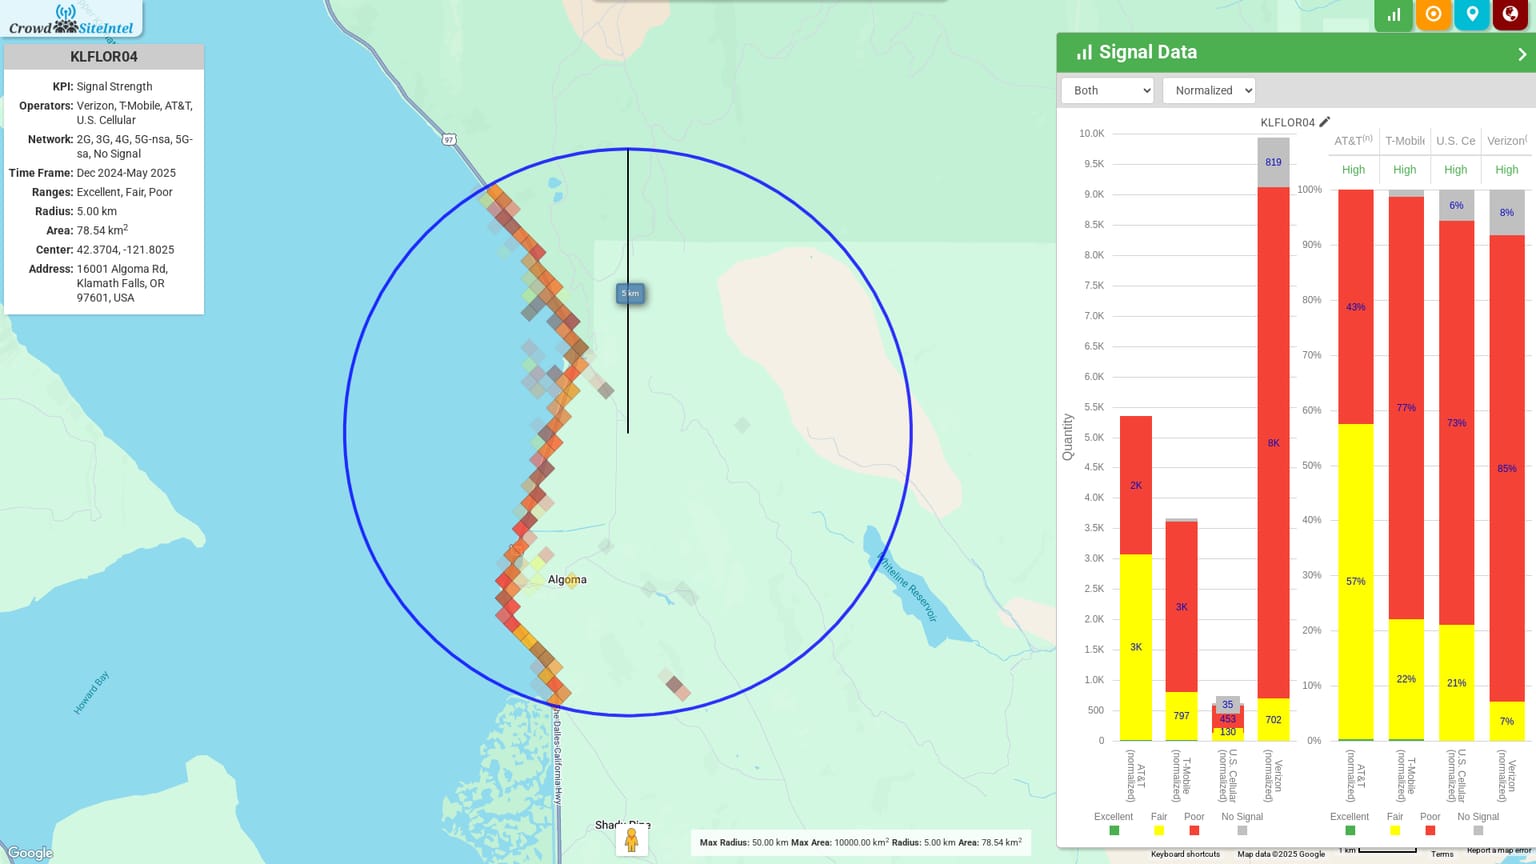 Crowd SiteIntel
KLFLOR04
KPI: Signal Strength
Operators: Verizon, T-Mobile, AT&T,
U.S. Cellular
Network: 2G, 3G, 4G, 5G-nsa, 5G-
sa, No Signal
Time Frame: Dec 2024-May 2025
Ranges: Excellent, Fair, Poor
Radius: 5.00 km
Area: 78.54 km2
Center: 42.3704, -121.8025
Address: 16001 Algoma Rd,
Klamath Falls, OR
97601, USA
97
5 km
Algoma
Whiteline Reservoir
Howard Bay
The Dalles-California Hwy
Shady Pine
Google
Max Radius: 50.00 km Max Area: 10000.00 km2 Radius: 5.00 km Area: 78.54 km2
Signal Data
Both
Normalized
KLFLOR04
Quantity
10.0K
9.5K
9.0K
8.5K
8.0K
7.5K
7.0K
6.5K
6.0K
5.5K
5.0K
4.5K
4.0K
3.5K
3.0K
2.5K
2.0K
1.5K
1.0K
500
0
2K
3K
3K
797
35
453
130
819
8K
702
AT&T
(normalized)
T-Mobile
(normalized)
U.S. Cellular
(normalized)
Verizon
(normalized)
Excellent Fair Poor No Signal
AT&T(n) T-Mobile U.S. Ce Verizon(
High High High High
100%
90%
80%
70%
60%
50%
40%
30%
20%
10%
0%
43%
57%
77%
22%
6%
73%
21%
8%
85%
7%
AT&T
(normalized)
T-Mobile
(normalized)
U.S. Cellular
(normalized)
Verizon
(normalized)
Excellent Fair Poor No Signal
Keyboard shortcuts Map data ©2025 Google 1 km Terms Report a map error